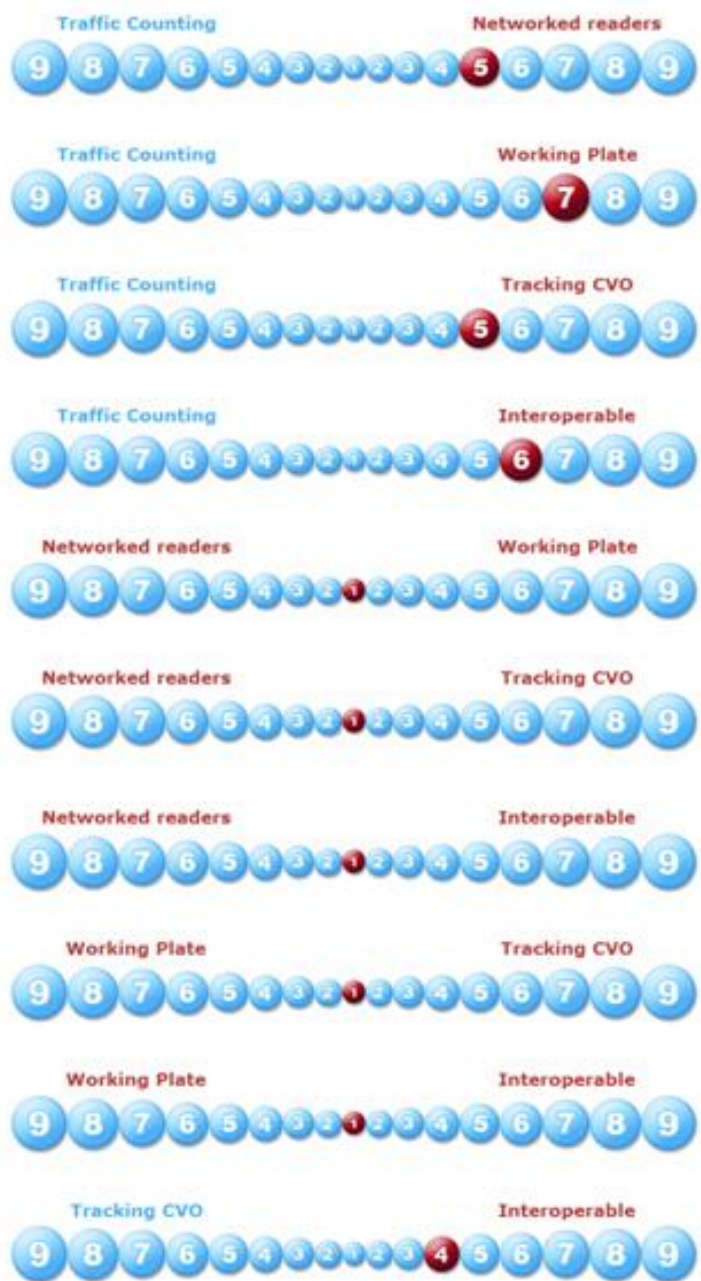 Traffic Counting Networked readers
9 8 7 6 5 4 3 2 1 2 3 4 5 6 7 8 9
Traffic Counting Working Plate
9 8 7 6 5 4 3 2 1 2 3 4 5 6 7 8 9
Traffic Counting Tracking CVO
9 8 7 6 5 4 3 2 1 2 3 4 5 6 7 8 9
Traffic Counting Interoperable
9 8 7 6 5 4 3 2 1 2 3 4 5 6 7 8 9
Networked readers Working Plate
9 8 7 6 5 4 3 2 1 2 3 4 5 6 7 8 9
Networked readers Tracking CVO
9 8 7 6 5 4 3 2 1 2 3 4 5 6 7 8 9
Networked readers Interoperable
9 8 7 6 5 4 3 2 1 2 3 4 5 6 7 8 9
Working Plate Tracking CVO
9 8 7 6 5 4 3 2 1 2 3 4 5 6 7 8 9
Working Plate Interoperable
9 8 7 6 5 4 3 2 1 2 3 4 5 6 7 8 9
Tracking CVO Interoperable
9 8 7 6 5 4 3 2 1 2 3 4 5 6 7 8 9